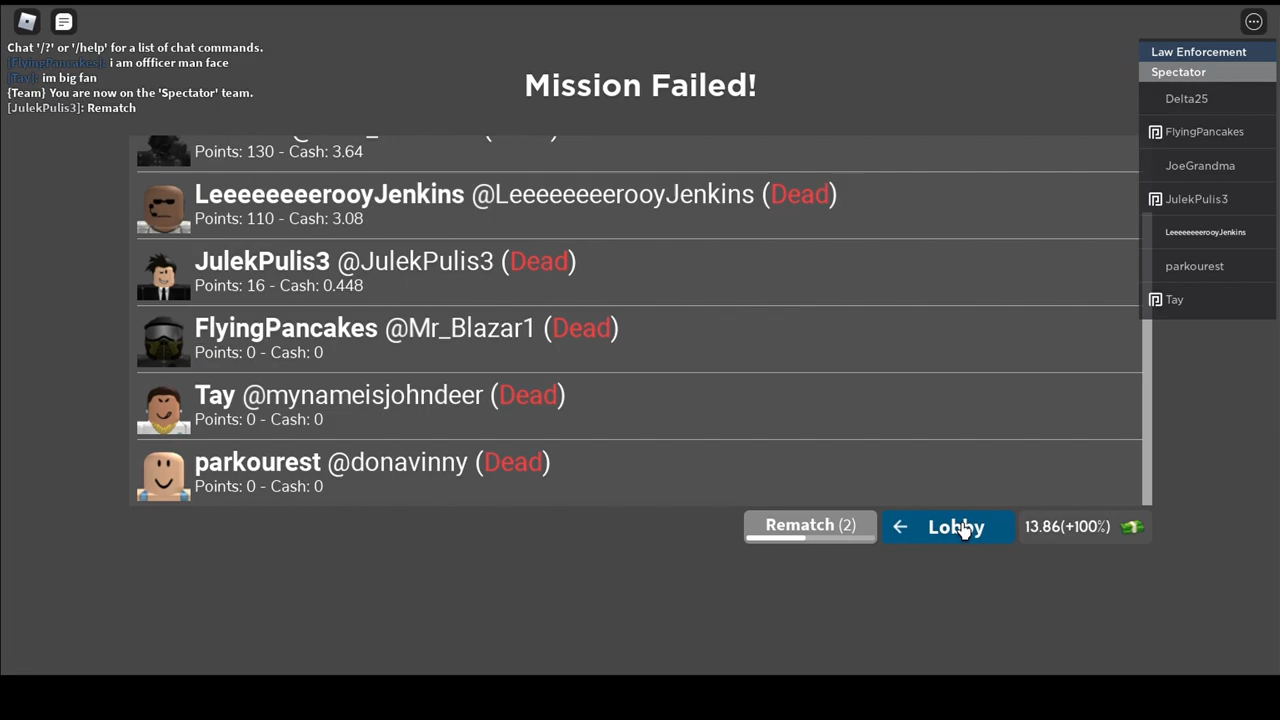 Chat '/?' or '/help' for a list of chat commands.
[FlyingPancakes]: i am offficer man face
[Tay]: im big fan
{Team} You are now on the 'Spectator' team.
[JulekPulis3]: Rematch
Mission Failed!
Law Enforcement
Spectator
Delta25
FlyingPancakes
JoeGrandma
JulekPulis3
LeeeeeeerooyJenkins
parkourest
Tay
Points: 130 - Cash: 3.64
LeeeeeeerooyJenkins @LeeeeeeerooyJenkins (Dead)
Points: 110 - Cash: 3.08
JulekPulis3 @JulekPulis3 (Dead)
Points: 16 - Cash: 0.448
FlyingPancakes @Mr_Blazar1 (Dead)
Points: 0 - Cash: 0
Tay @mynameisjohndeer (Dead)
Points: 0 - Cash: 0
parkourest @donavinny (Dead)
Points: 0 - Cash: 0
Rematch (2)
Lobby
13.86(+100%)